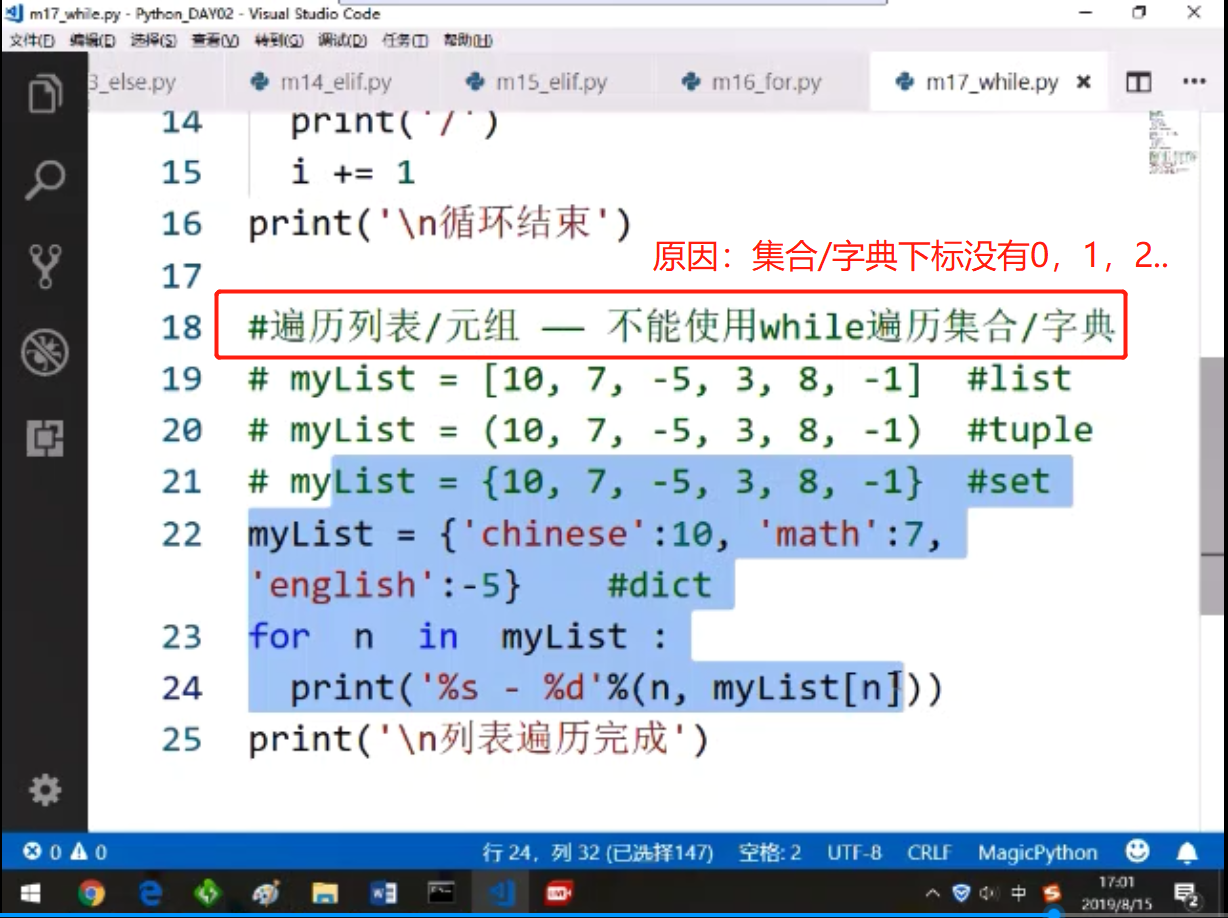 m17_while.py - Python_DAY02 - Visual Studio Code
文件(F) 编辑(E) 选择(S) 查看(V) 转到(G) 调试(D) 任务(T) 帮助(H)
3_else.py m14_elif.py m15_elif.py m16_for.py m17_while.py
14 print('/')
15 i += 1
16 print('\n循环结束')
原因：集合/字典下标没有0，1，2..
17
18 #遍历列表/元组 —— 不能使用while遍历集合/字典
19 # myList = [10, 7, -5, 3, 8, -1] #list
20 # myList = (10, 7, -5, 3, 8, -1) #tuple
21 # myList = {10, 7, -5, 3, 8, -1} #set
22 myList = {'chinese':10, 'math':7,
'english':-5} #dict
23 for n in myList :
24 print('%s - %d'%(n, myList[n]))
25 print('\n列表遍历完成')
0 0 行 24，列 32 (已选择147) 空格: 2 UTF-8 CRLF MagicPython
中 17:01
2019/8/15 2